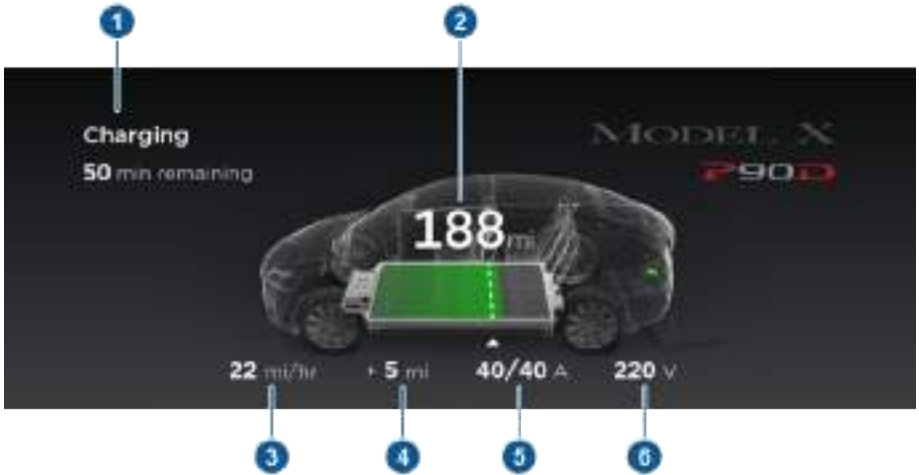 1
2
Charging
50 min remaining
MODEL X
P90D
188 mi
22 mi/hr
+ 5 mi
40/40 A
220 V
3
4
5
6